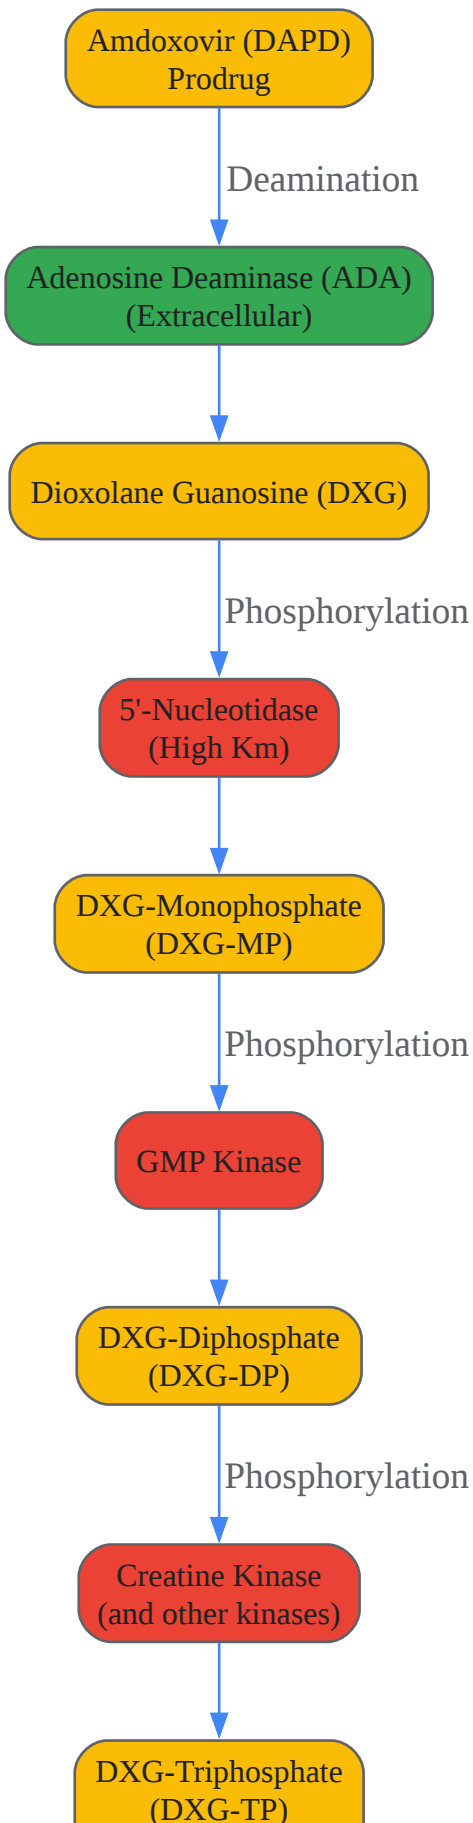 Amdoxovir (DAPD)
Prodrug
Deamination
Adenosine Deaminase (ADA)
(Extracellular)
Dioxolane Guanosine (DXG)
Phosphorylation
5'-Nucleotidase
(High Km)
DXG-Monophosphate
(DXG-MP)
Phosphorylation
GMP Kinase
DXG-Diphosphate
(DXG-DP)
Phosphorylation
Creatine Kinase
(and other kinases)
DXG-Triphosphate
(DXG-TP)